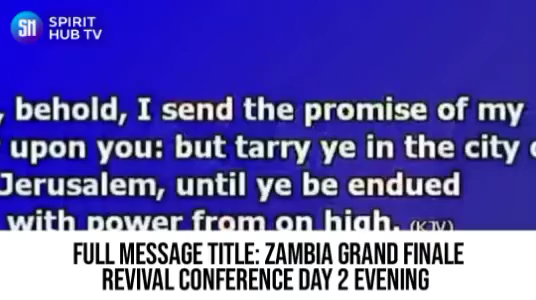 SH SPIRIT
HUB TV
, behold, I send the promise of my
upon you: but tarry ye in the city
Jerusalem, until ye be endued
with power from on high. (KJV)
FULL MESSAGE TITLE: ZAMBIA GRAND FINALE
REVIVAL CONFERENCE DAY 2 EVENING